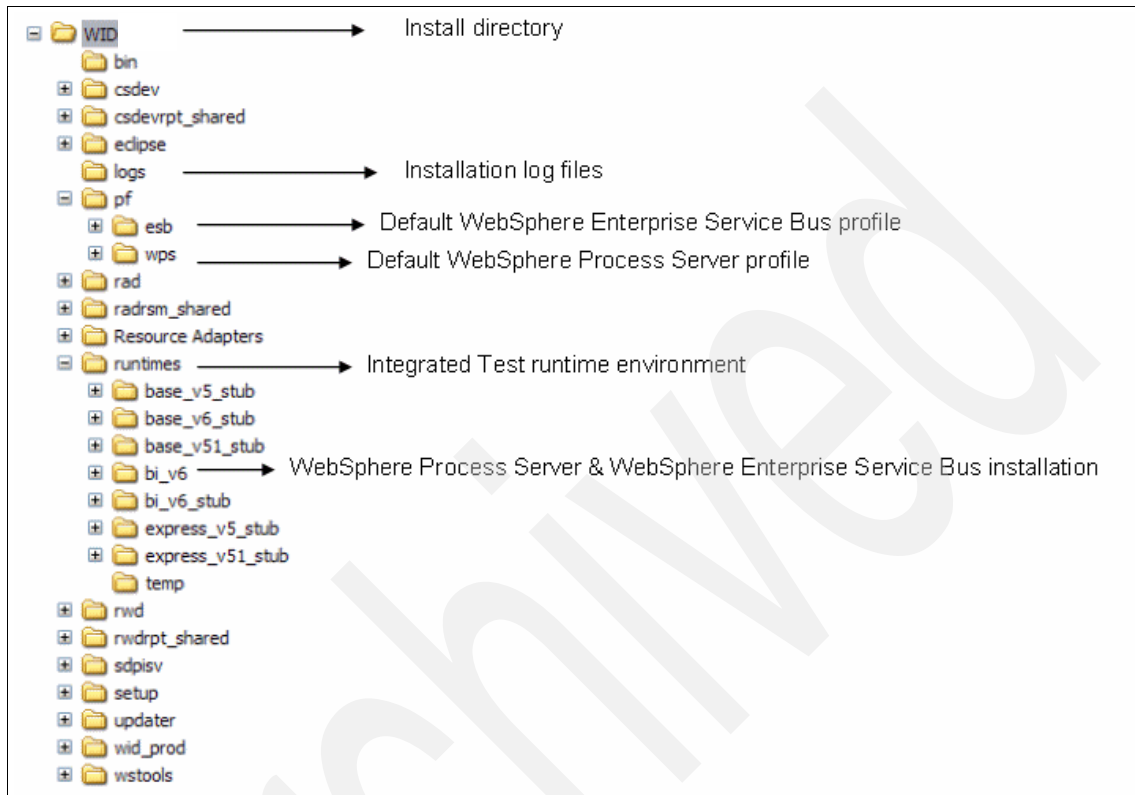 WID Install directory
bin
csdev
csdevrpt_shared
eclipse
logs Installation log files
pf
esb Default WebSphere Enterprise Service Bus profile
wps Default WebSphere Process Server profile
rad
radrsm_shared
Resource Adapters
runtimes Integrated Test runtime environment
base_v5_stub
base_v6_stub
base_v51_stub
bi_v6 WebSphere Process Server & WebSphere Enterprise Service Bus installation
bi_v6_stub
express_v5_stub
express_v51_stub
temp
rwd
rwdrpt_shared
sdpisv
setup
updater
wid_prod
wstools